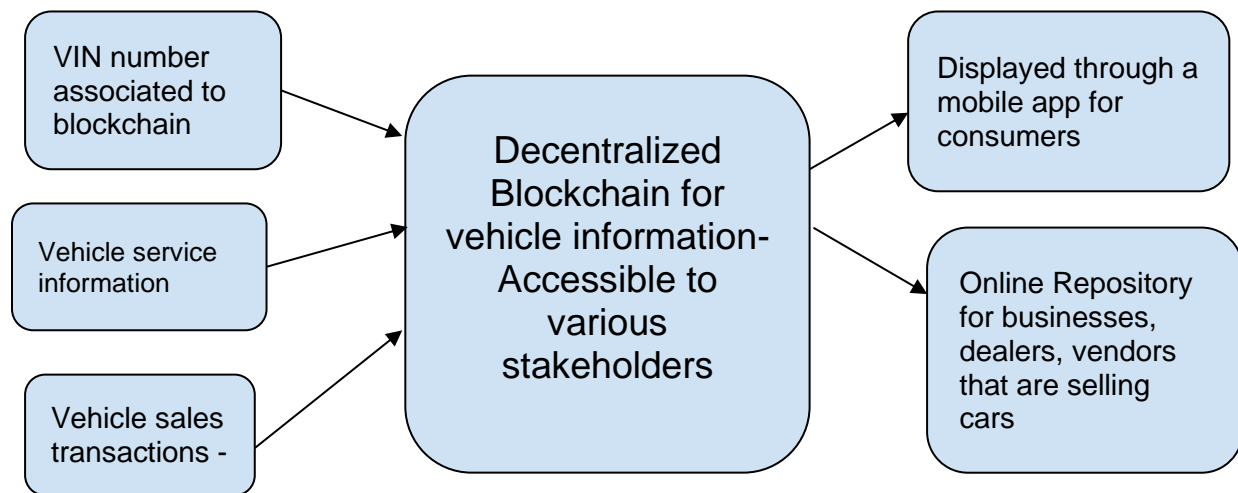 VIN number
associated to
blockchain
Vehicle service
information
Vehicle sales
transactions -
Decentralized
Blockchain for
vehicle information-
Accessible to
various
stakeholders
Displayed through a
mobile app for
consumers
Online Repository
for businesses,
dealers, vendors
that are selling
cars